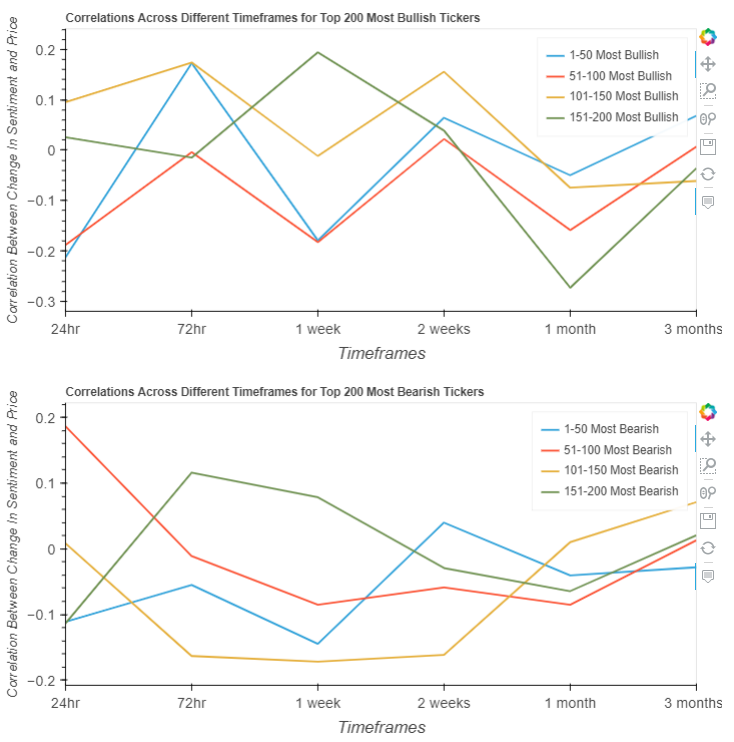 Correlations Across Different Timeframes for Top 200 Most Bullish Tickers
Correlation Between Change In Sentiment and Price
0.2
0.1
0
−0.1
−0.2
−0.3
1-50 Most Bullish
51-100 Most Bullish
101-150 Most Bullish
151-200 Most Bullish
24hr 72hr 1 week 2 weeks 1 month 3 months
Timeframes
Correlations Across Different Timeframes for Top 200 Most Bearish Tickers
Correlation Between Change In Sentiment and Price
0.2
0.1
0
−0.1
−0.2
1-50 Most Bearish
51-100 Most Bearish
101-150 Most Bearish
151-200 Most Bearish
24hr 72hr 1 week 2 weeks 1 month 3 months
Timeframes